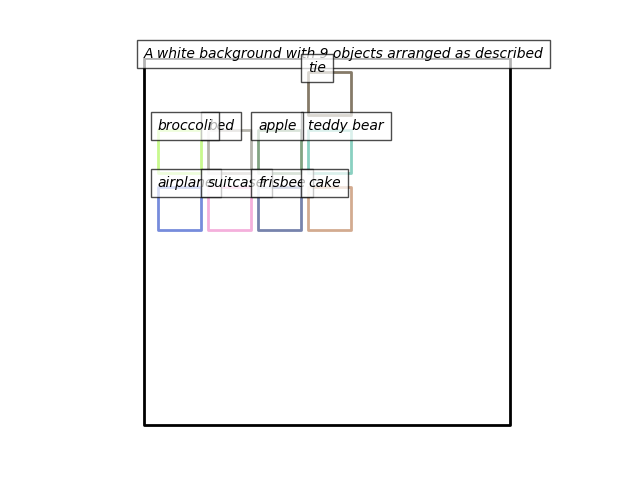 A white background with 9 objects arranged as described
tie
broccoli bed apple teddy bear
airplane suitcase frisbee cake